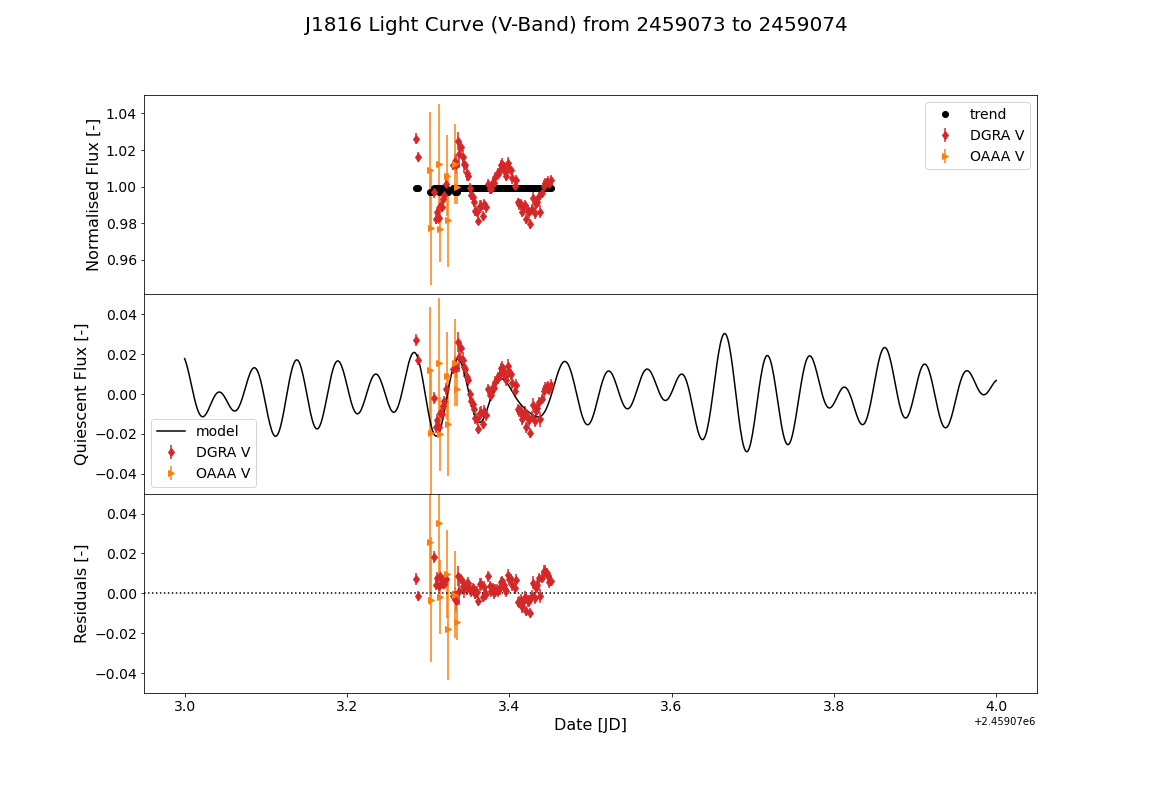 J1816 Light Curve (V-Band) from 2459073 to 2459074
Normalised Flux [-]
1.04
1.02
1.00
0.98
0.96
trend
DGRA V
OAAA V
Quiescent Flux [-]
0.04
0.02
0.00
−0.02
−0.04
model
DGRA V
OAAA V
Residuals [-]
0.04
0.02
0.00
−0.02
−0.04
3.0 3.2 3.4 3.6 3.8 4.0
Date [JD]
+2.45907e6